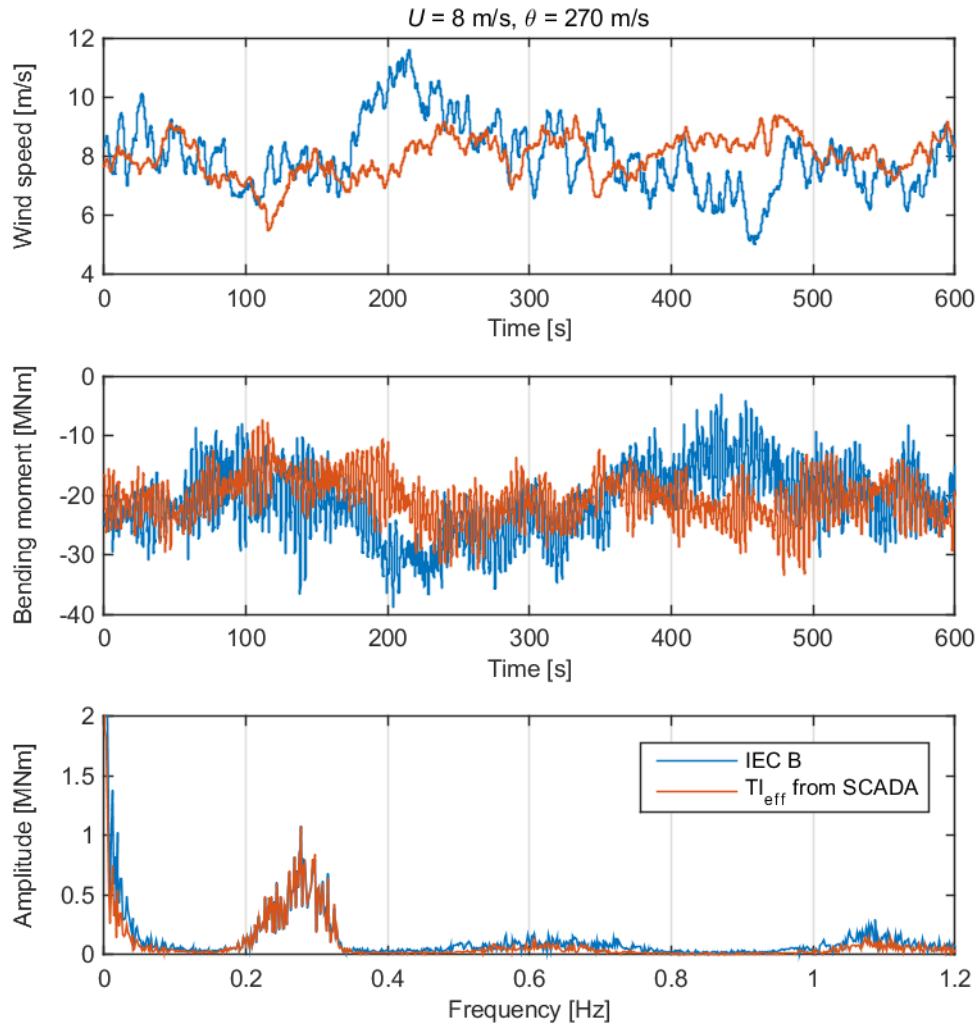 U = 8 m/s, θ = 270 m/s
Wind speed [m/s]
12
10
8
6
4
0 100 200 300 400 500 600
Time [s]
Bending moment [MNm]
0
-10
-20
-30
-40
0 100 200 300 400 500 600
Time [s]
Amplitude [MNm]
2
1.5
1
0.5
0
IEC B
TI_eff from SCADA
0 0.2 0.4 0.6 0.8 1 1.2
Frequency [Hz]